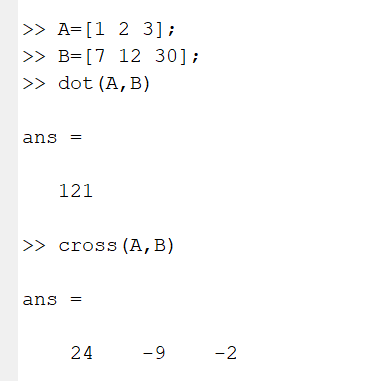 >> A=[1 2 3];
>> B=[7 12 30];
>> dot(A,B)
ans =
121
>> cross(A,B)
ans =
24 -9 -2